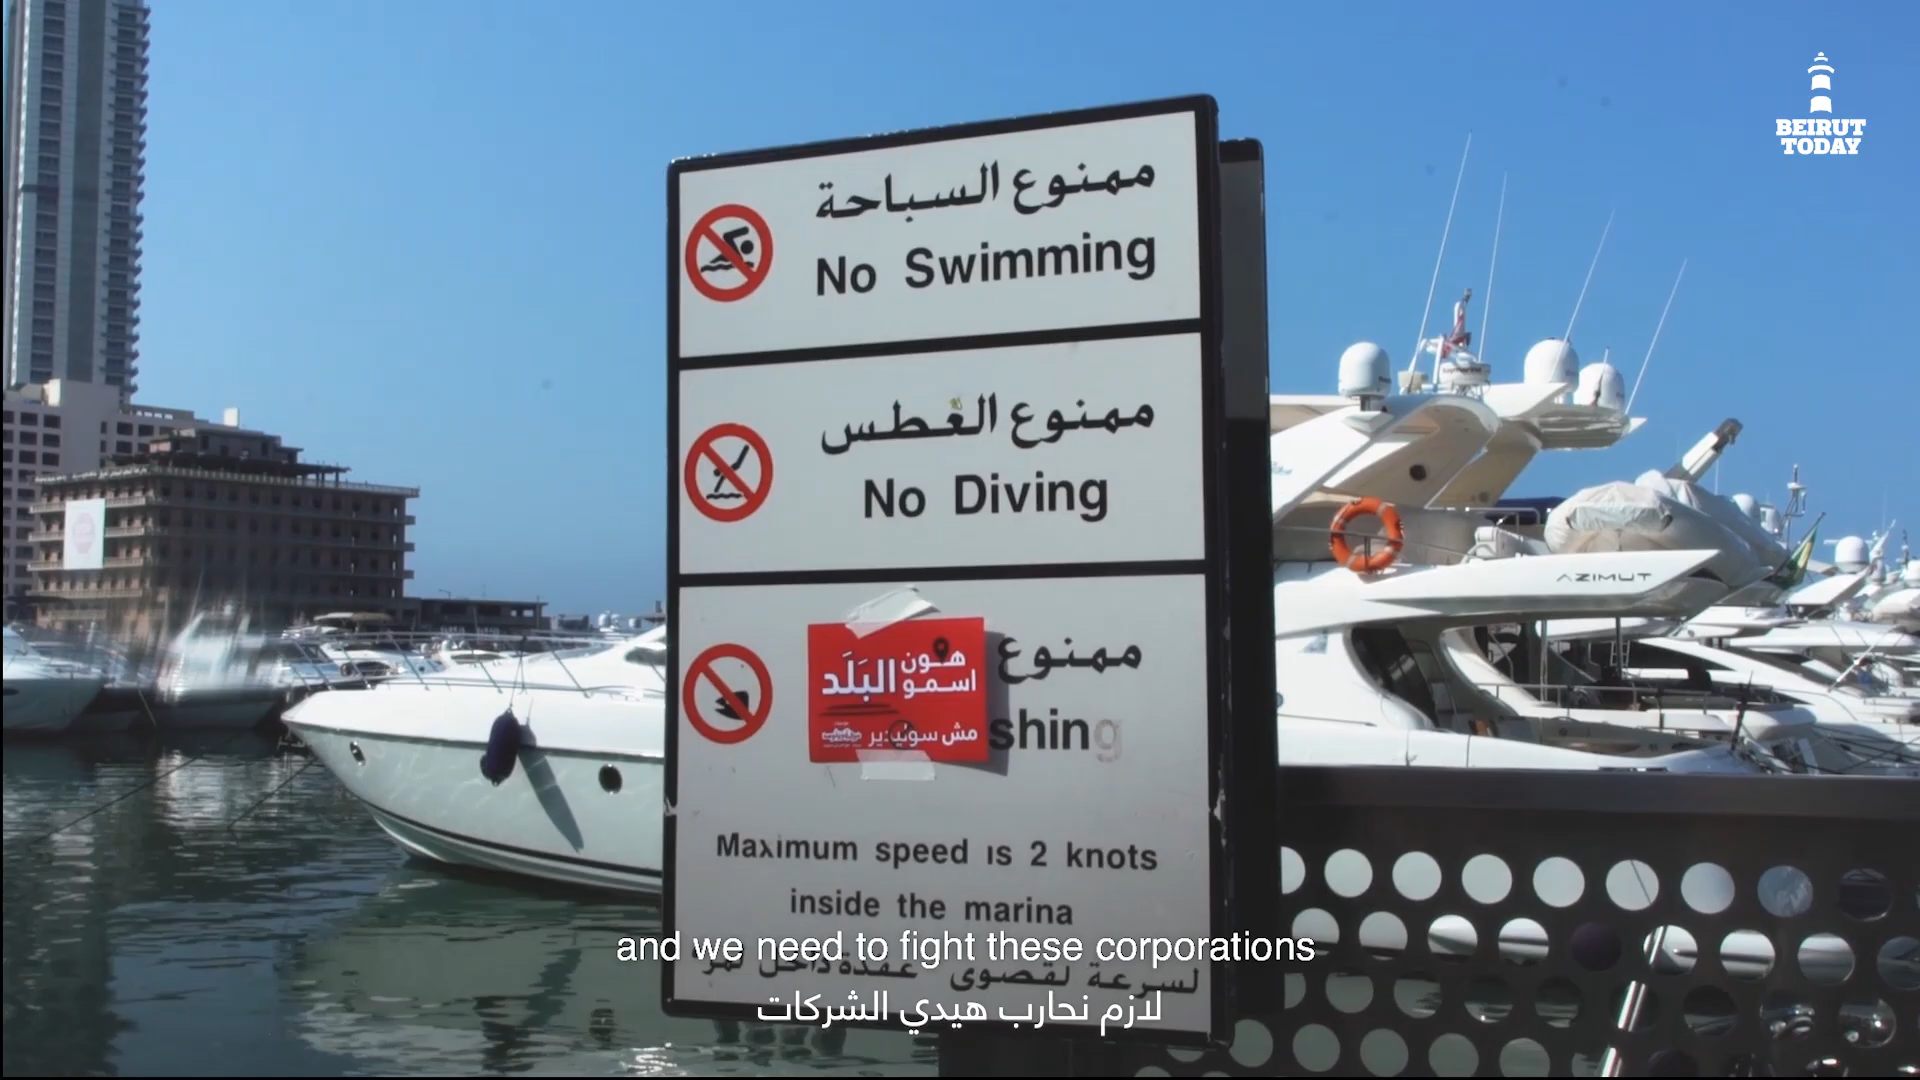 BEIRUT
TODAY
ممنوع السباحة
No Swimming
ممنوع الغطس
No Diving
ممنوع
shing
هون
اسمو البَلَد
مش سوليدير
AZIMUT
Maximum speed is 2 knots
inside the marina
and we need to fight these corporations
لازم نحارب هيدي الشركات